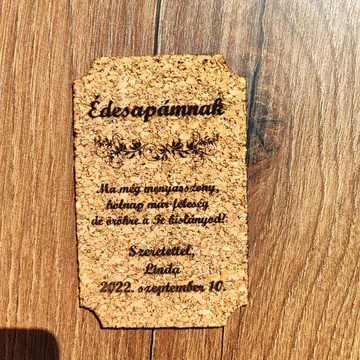 Édesapámnak
Ma még menyasszony,
holnap már feleség
de örökre a Te kislányod!
Szeretettel,
Linda
2022. szeptember 10.